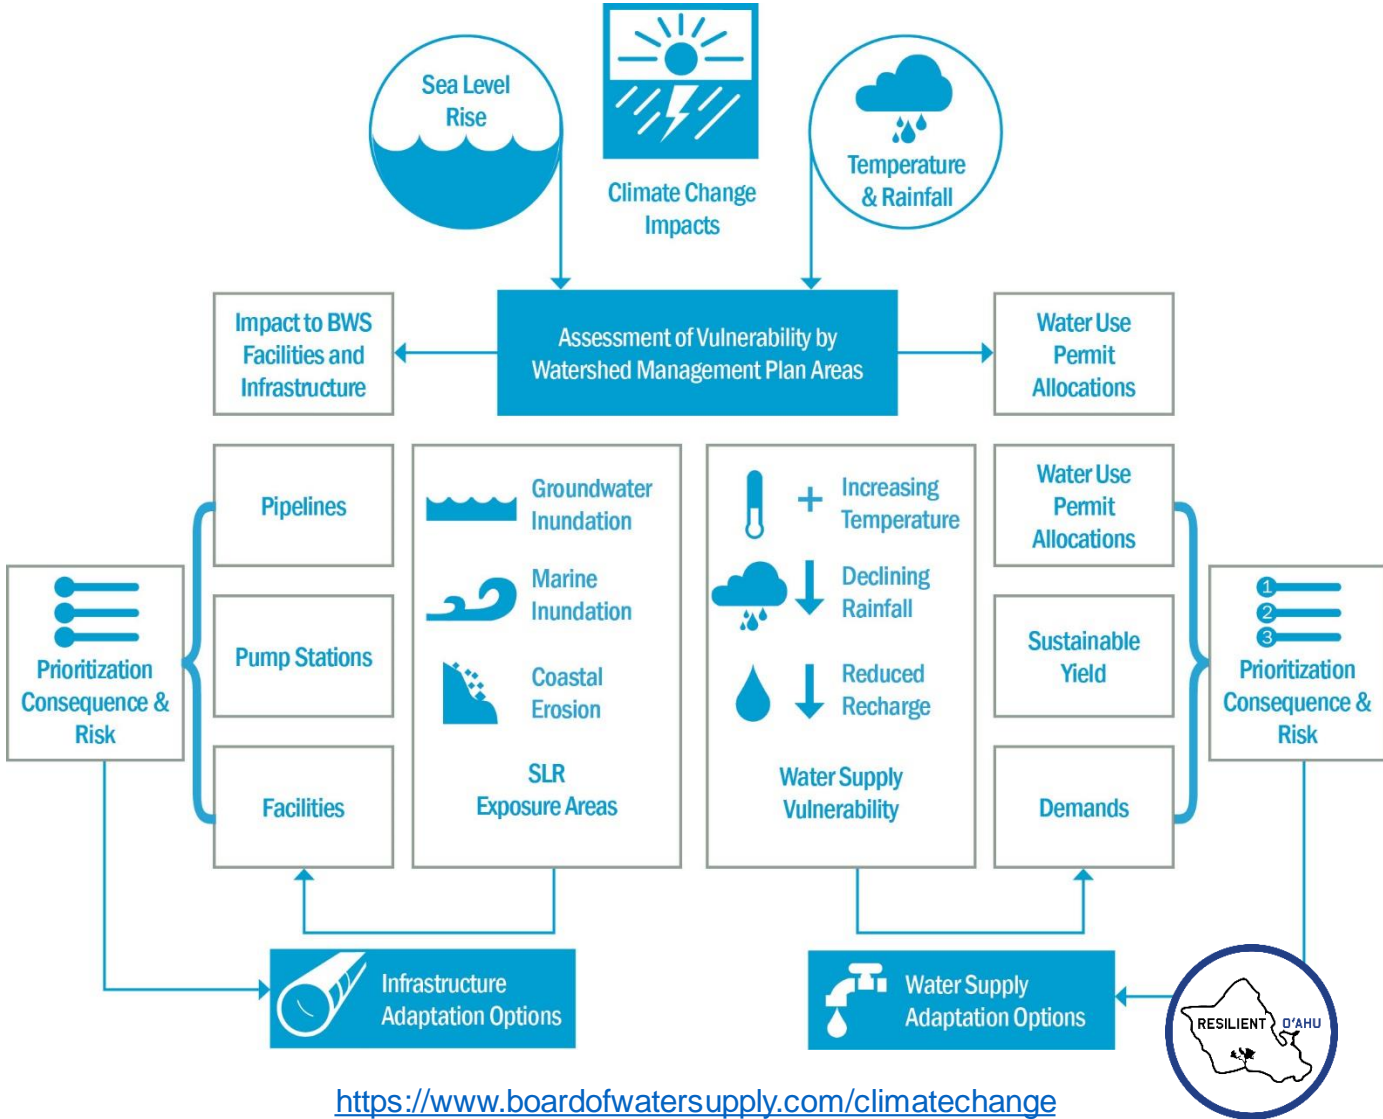 Sea Level
Rise
Climate Change
Impacts
Temperature
& Rainfall
Impact to BWS
Facilities and
Infrastructure
Assessment of Vulnerability by
Watershed Management Plan Areas
Water Use
Permit
Allocations
Pipelines
Pump Stations
Facilities
Prioritization
Consequence &
Risk
Groundwater
Inundation
Marine
Inundation
Coastal
Erosion
SLR
Exposure Areas
+
Increasing
Temperature
Declining
Rainfall
Reduced
Recharge
Water Supply
Vulnerability
Water Use
Permit
Allocations
Sustainable
Yield
Demands
1
2
3
Prioritization
Consequence &
Risk
Infrastructure
Adaptation Options
Water Supply
Adaptation Options
RESILIENT O'AHU
https://www.boardofwatersupply.com/climatechange